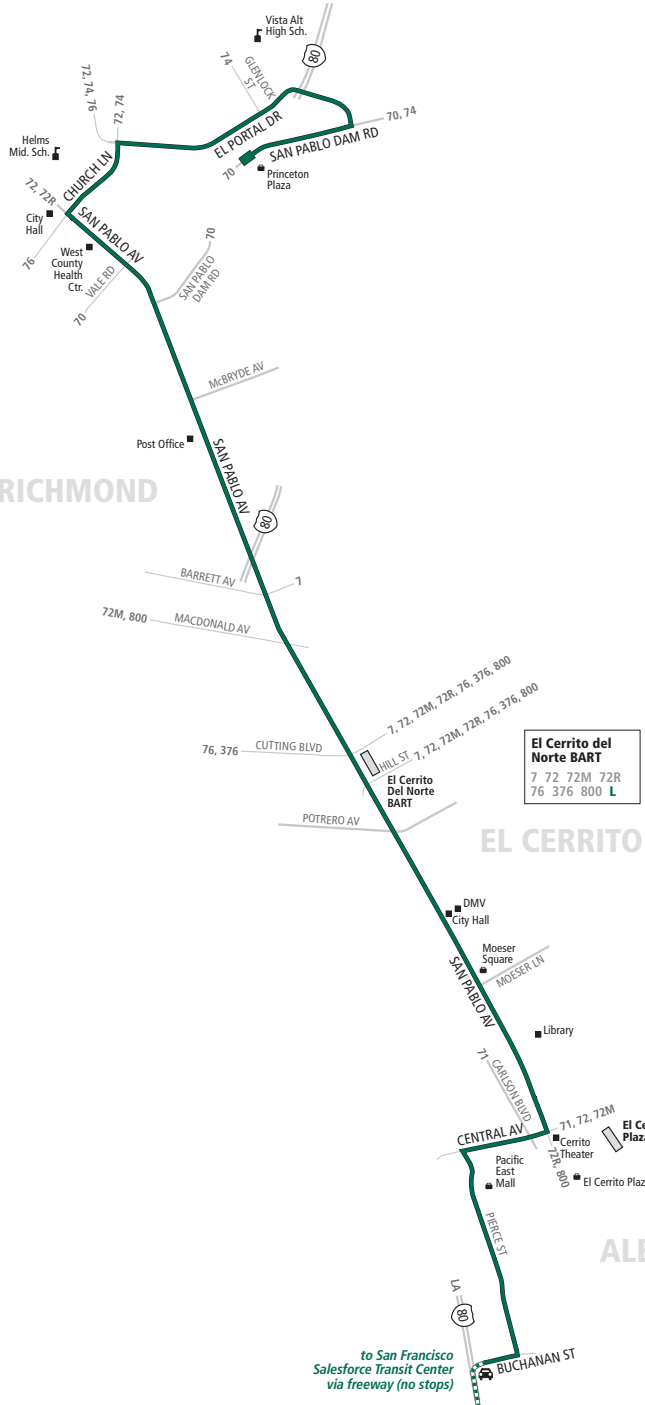 Vista Alt
High Sch.
80
74
GLENLOCK
ST
72, 74, 76
72, 74
70, 74
EL PORTAL DR
SAN PABLO DAM RD
Helms
Mid. Sch.
CHURCH LN
70
Princeton
Plaza
72, 72R
City
Hall
SAN PABLO AV
76
West
County
Health
Ctr.
VALE RD
70
70
SAN PABLO
DAM RD
McBRYDE AV
Post Office
SAN PABLO AV
RICHMOND
80
BARRETT AV
7
72M, 800
MACDONALD AV
7, 72, 72M, 72R, 76, 376, 800
7, 72, 72M, 72R, 76, 376, 800
76, 376
CUTTING BLVD
HILL ST
El Cerrito
Del Norte
BART
El Cerrito del
Norte BART
7 72 72M 72R
76 376 800 L
POTRERO AV
EL CERRITO
DMV
City Hall
Moeser
Square
MOESER LN
SAN PABLO AV
Library
71
CARLSON BLVD
71, 72, 72M
CENTRAL AV
Cerrito
Theater
72R, 800
El Ce
Plaz
El Cerrito Plaz
Pacific
East
Mall
PIERCE ST
ALB
LA
80
to San Francisco
Salesforce Transit Center
via freeway (no stops)
BUCHANAN ST